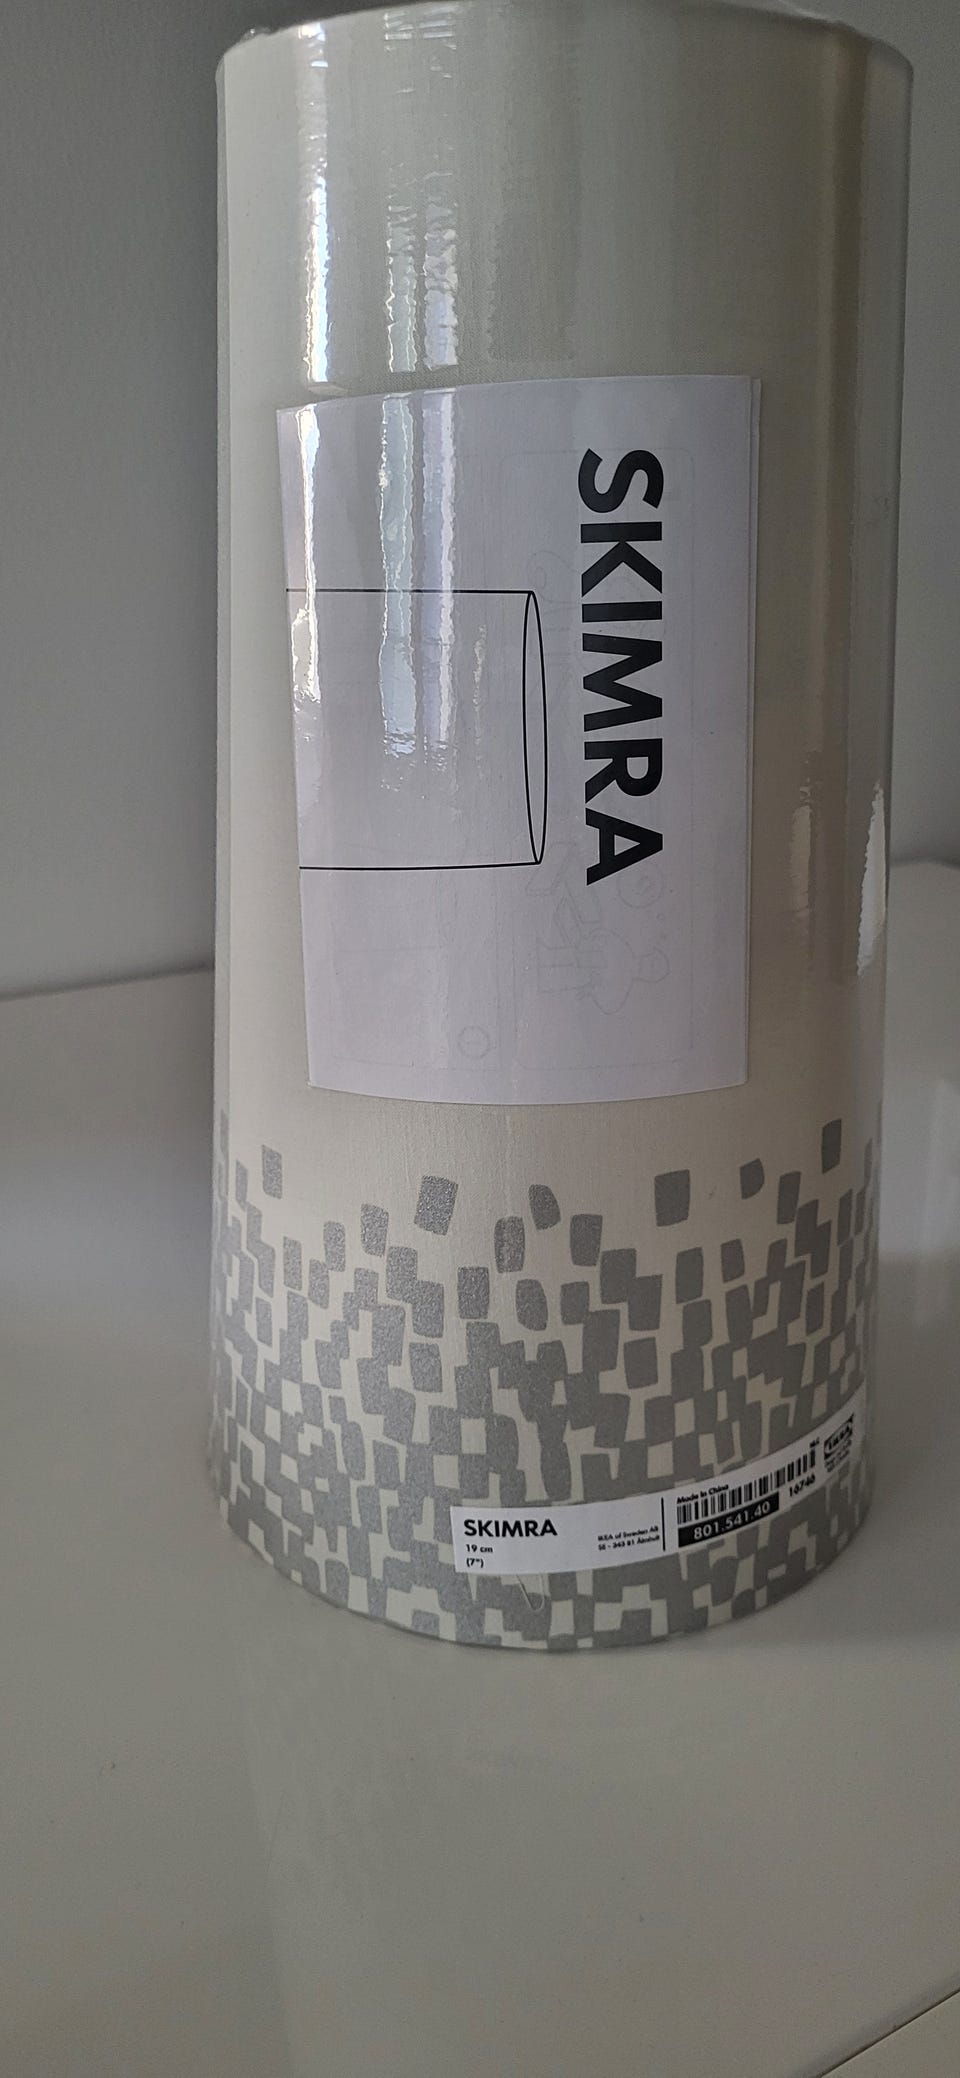 SKIMRA
SKIMRA
19 cm
(7")
IKEA of Sweden AB
SE - 343 81 Älmhult
Made in China
801.541.40
16746
IKEA